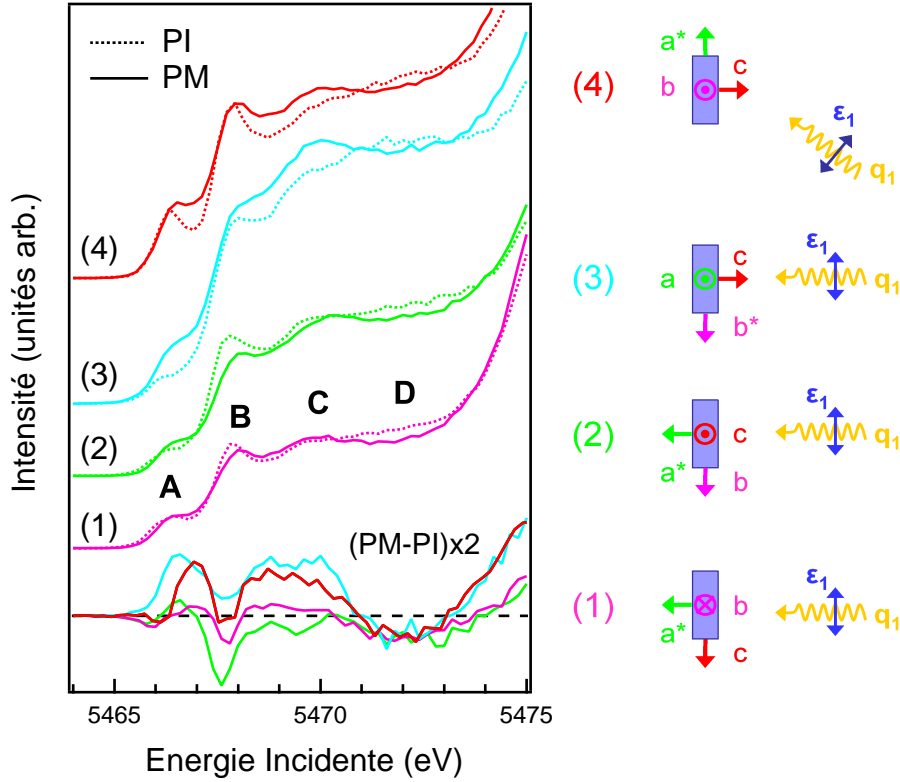 PI
PM
(4)
(3)
(2)
(1)
A
B
C
D
(PM-PI)x2
Intensité (unités arb.)
5465
5470
5475
Energie Incidente (eV)
(4)
a*
b
c
ε1
q1
(3)
a
c
b*
ε1
q1
(2)
a*
c
b
ε1
q1
(1)
a*
b
c
ε1
q1